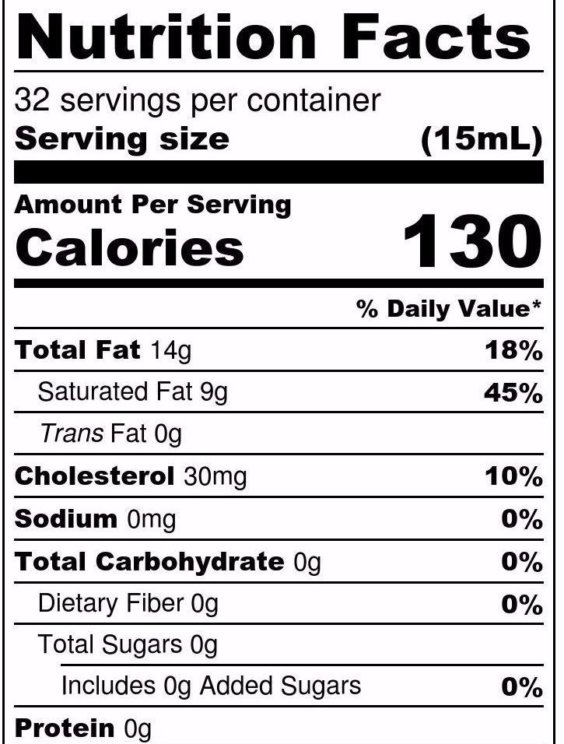 Nutrition Facts
32 servings per container
Serving size (15mL)
Amount Per Serving
Calories 130
% Daily Value*
Total Fat 14g 18%
Saturated Fat 9g 45%
Trans Fat 0g
Cholesterol 30mg 10%
Sodium 0mg 0%
Total Carbohydrate 0g 0%
Dietary Fiber 0g 0%
Total Sugars 0g
Includes 0g Added Sugars 0%
Protein 0g